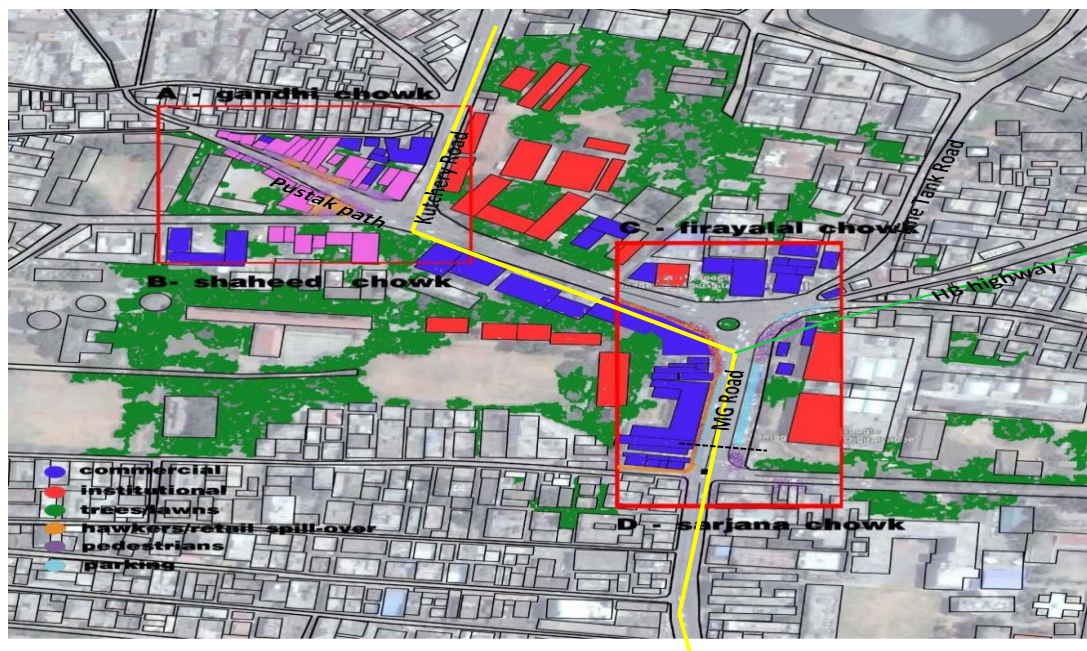 A - gandhi chowk
Kutchery Road
Pustak path
Line Tank Road
C - firayalal chowk
B- shaheed chowk
HB highway
MG Road
commercial
institutional
trees/lawns
hawkers/retail spill-over
pedestrians
parking
D - sarjana chowk